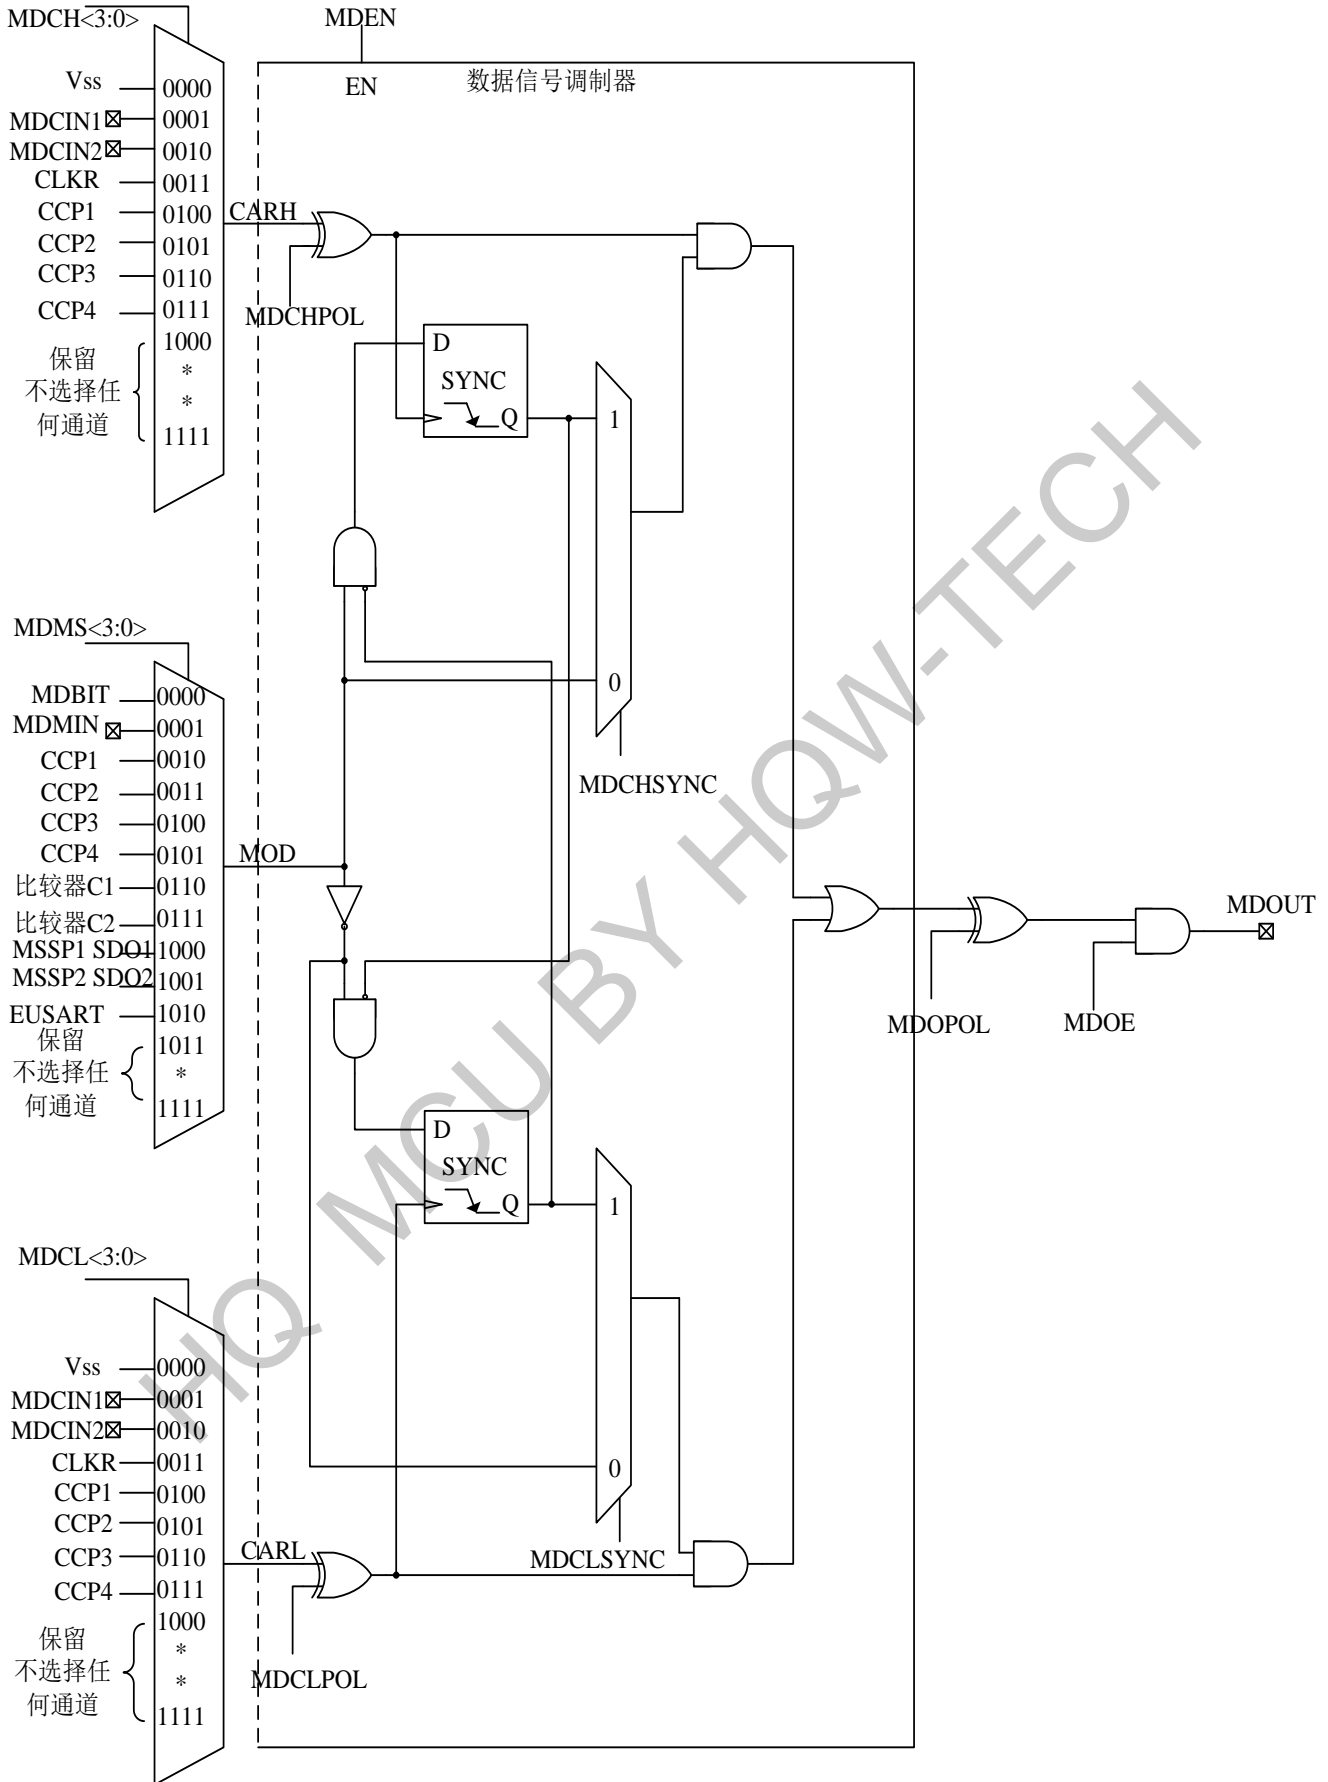 MDCH<3:0>
MDEN
EN
数据信号调制器
Vss 0000
MDCIN1 0001
MDCIN2 0010
CLKR 0011
CCP1 0100
CCP2 0101
CCP3 0110
CCP4 0111
1000
*
*
1111
保留
不选择任
何通道
CARH
MDCHPOL
D
SYNC
Q
1
0
MDCHSYNC
MDMS<3:0>
MDBIT 0000
MDMIN 0001
CCP1 0010
CCP2 0011
CCP3 0100
CCP4 0101
比较器C1 0110
比较器C2 0111
MSSP1 SDO1 1000
MSSP2 SDO2 1001
EUSART 1010
1011
*
1111
保留
不选择任
何通道
MOD
MDOUT
MDOPOL
MDOE
D
SYNC
Q
1
0
MDCLSYNC
MDCL<3:0>
Vss 0000
MDCIN1 0001
MDCIN2 0010
CLKR 0011
CCP1 0100
CCP2 0101
CCP3 0110
CCP4 0111
1000
*
*
1111
保留
不选择任
何通道
CARL
MDCLPOL
HQ MCU BY HQW-TECH